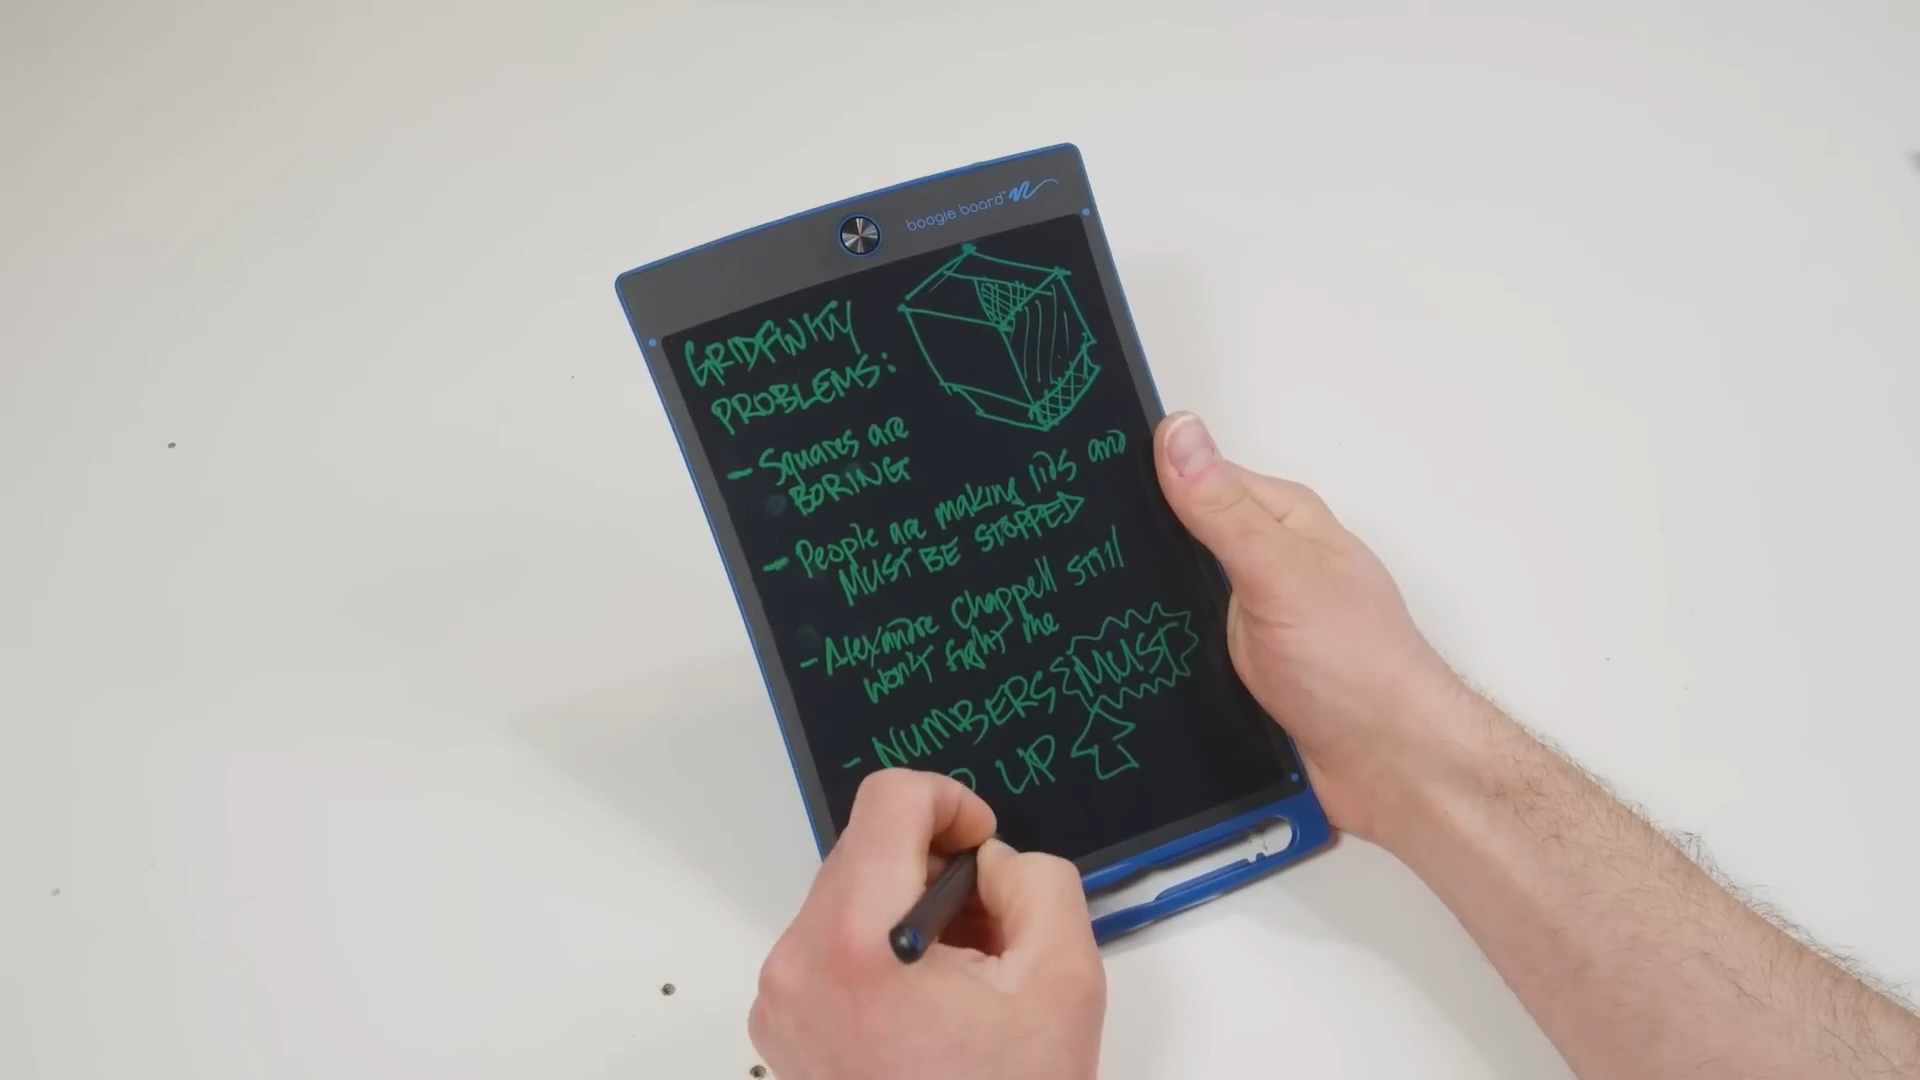 boogie board™
GRIDFINITY
PROBLEMS:
- Squares are
BORING
- People are making lids and
MUST BE STOPPED
- Alexandre Chappell still
won't fight me
- NUMBERS MUST
UP